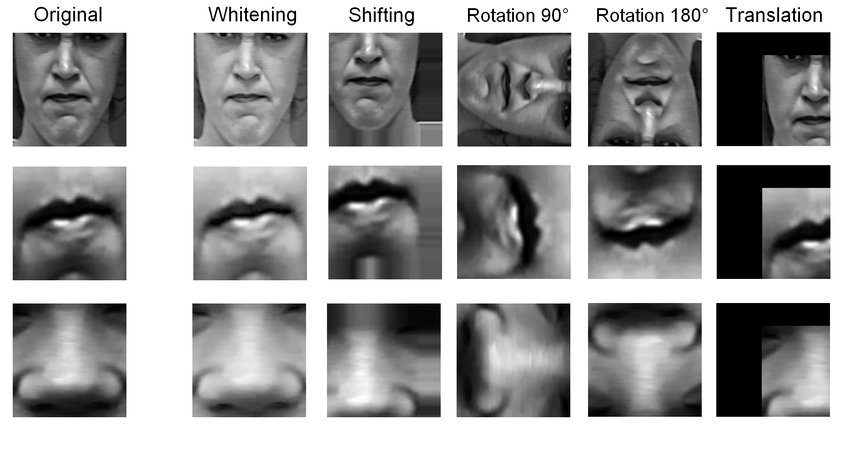 Original Whitening Shifting Rotation 90° Rotation 180° Translation